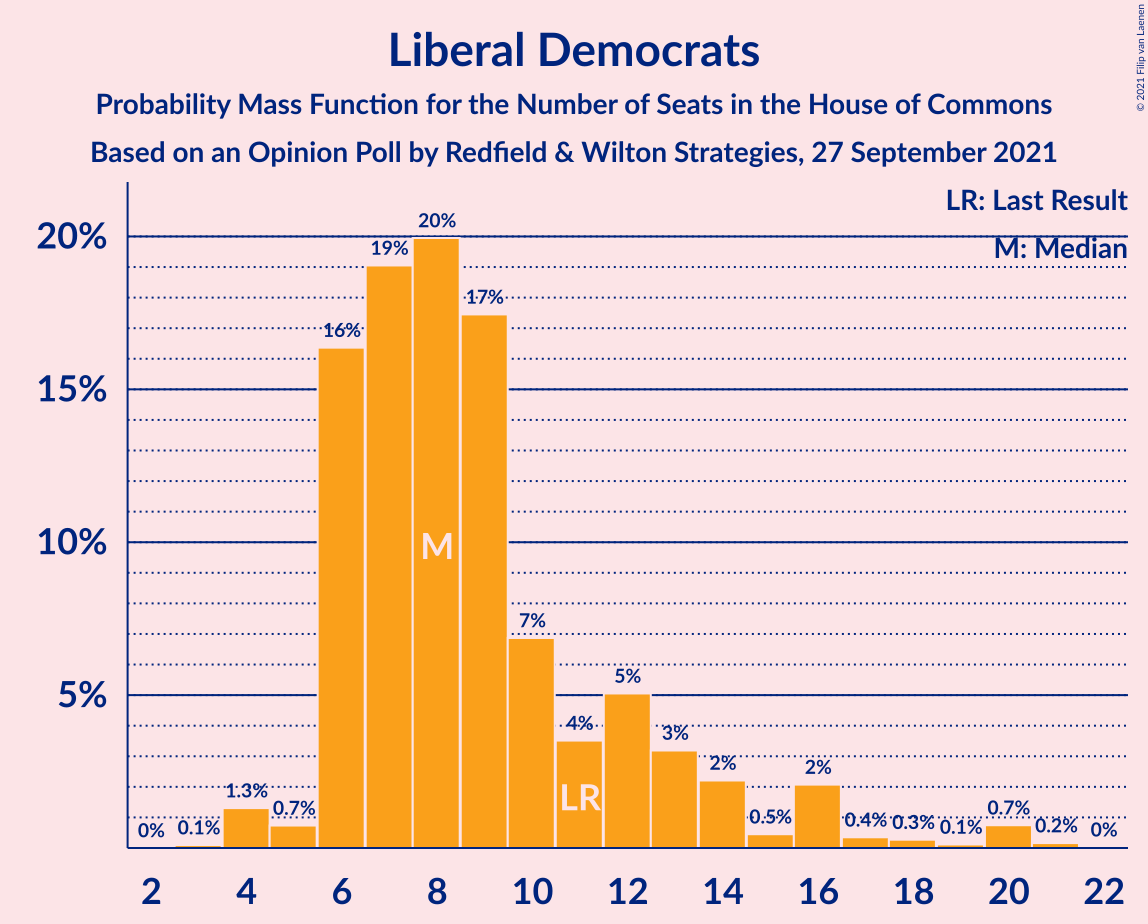 Liberal Democrats
Probability Mass Function for the Number of Seats in the House of Commons
Based on an Opinion Poll by Redfield & Wilton Strategies, 27 September 2021
© 2021 Filip van Laenen
LR: Last Result
M: Median
20%
15%
10%
5%
0%
0.1%
1.3%
0.7%
16%
19%
20%
17%
7%
4%
5%
3%
2%
0.5%
2%
0.4%
0.3%
0.1%
0.7%
0.2%
0%
M
LR
2 4 6 8 10 12 14 16 18 20 22